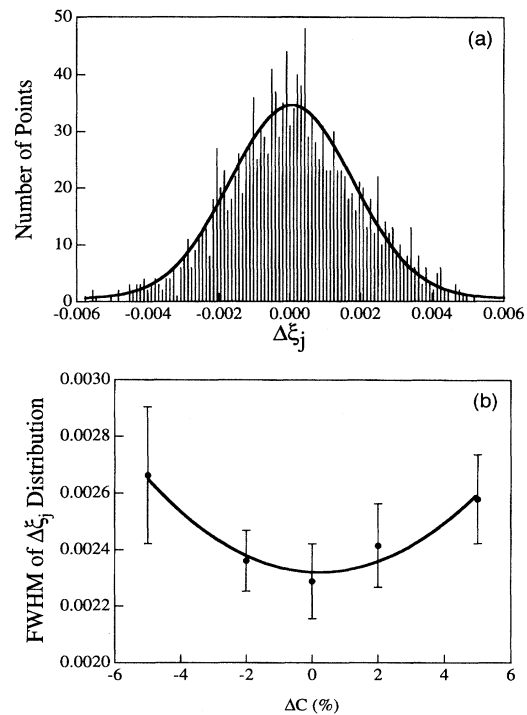 (a)
Number of Points
50
40
30
20
10
0
-0.006 -0.004 -0.002 0.000 0.002 0.004 0.006
Δξj
(b)
FWHM of Δξj Distribution
0.0030
0.0028
0.0026
0.0024
0.0022
0.0020
-6 -4 -2 0 2 4 6
ΔC (%)